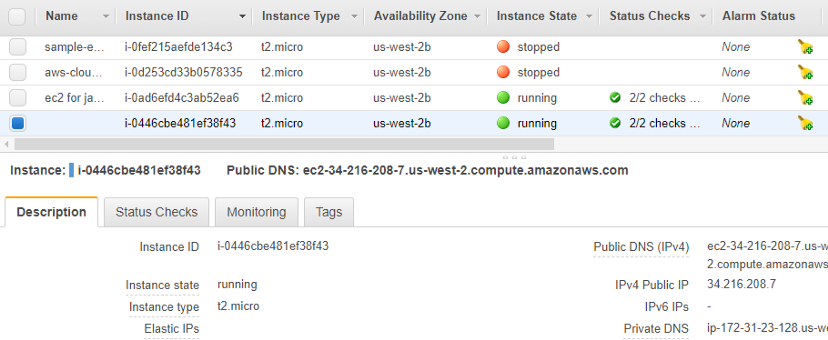 Name Instance ID Instance Type Availability Zone Instance State Status Checks Alarm Status
sample-e... i-0fef215aefde134c3 t2.micro us-west-2b stopped None
aws-clou... i-0d253cd33b0578335 t2.micro us-west-2b stopped None
ec2 for ja... i-0ad6efd4c3ab52ea6 t2.micro us-west-2b running 2/2 checks ... None
i-0446cbe481ef38f43 t2.micro us-west-2b running 2/2 checks ... None
Instance: i-0446cbe481ef38f43 Public DNS: ec2-34-216-208-7.us-west-2.compute.amazonaws.com
Description Status Checks Monitoring Tags
Instance ID i-0446cbe481ef38f43 Public DNS (IPv4) ec2-34-216-208-7.us-w
2.compute.amazonaws
Instance state running IPv4 Public IP 34.216.208.7
Instance type t2.micro IPv6 IPs -
Elastic IPs Private DNS ip-172-31-23-128.us-we